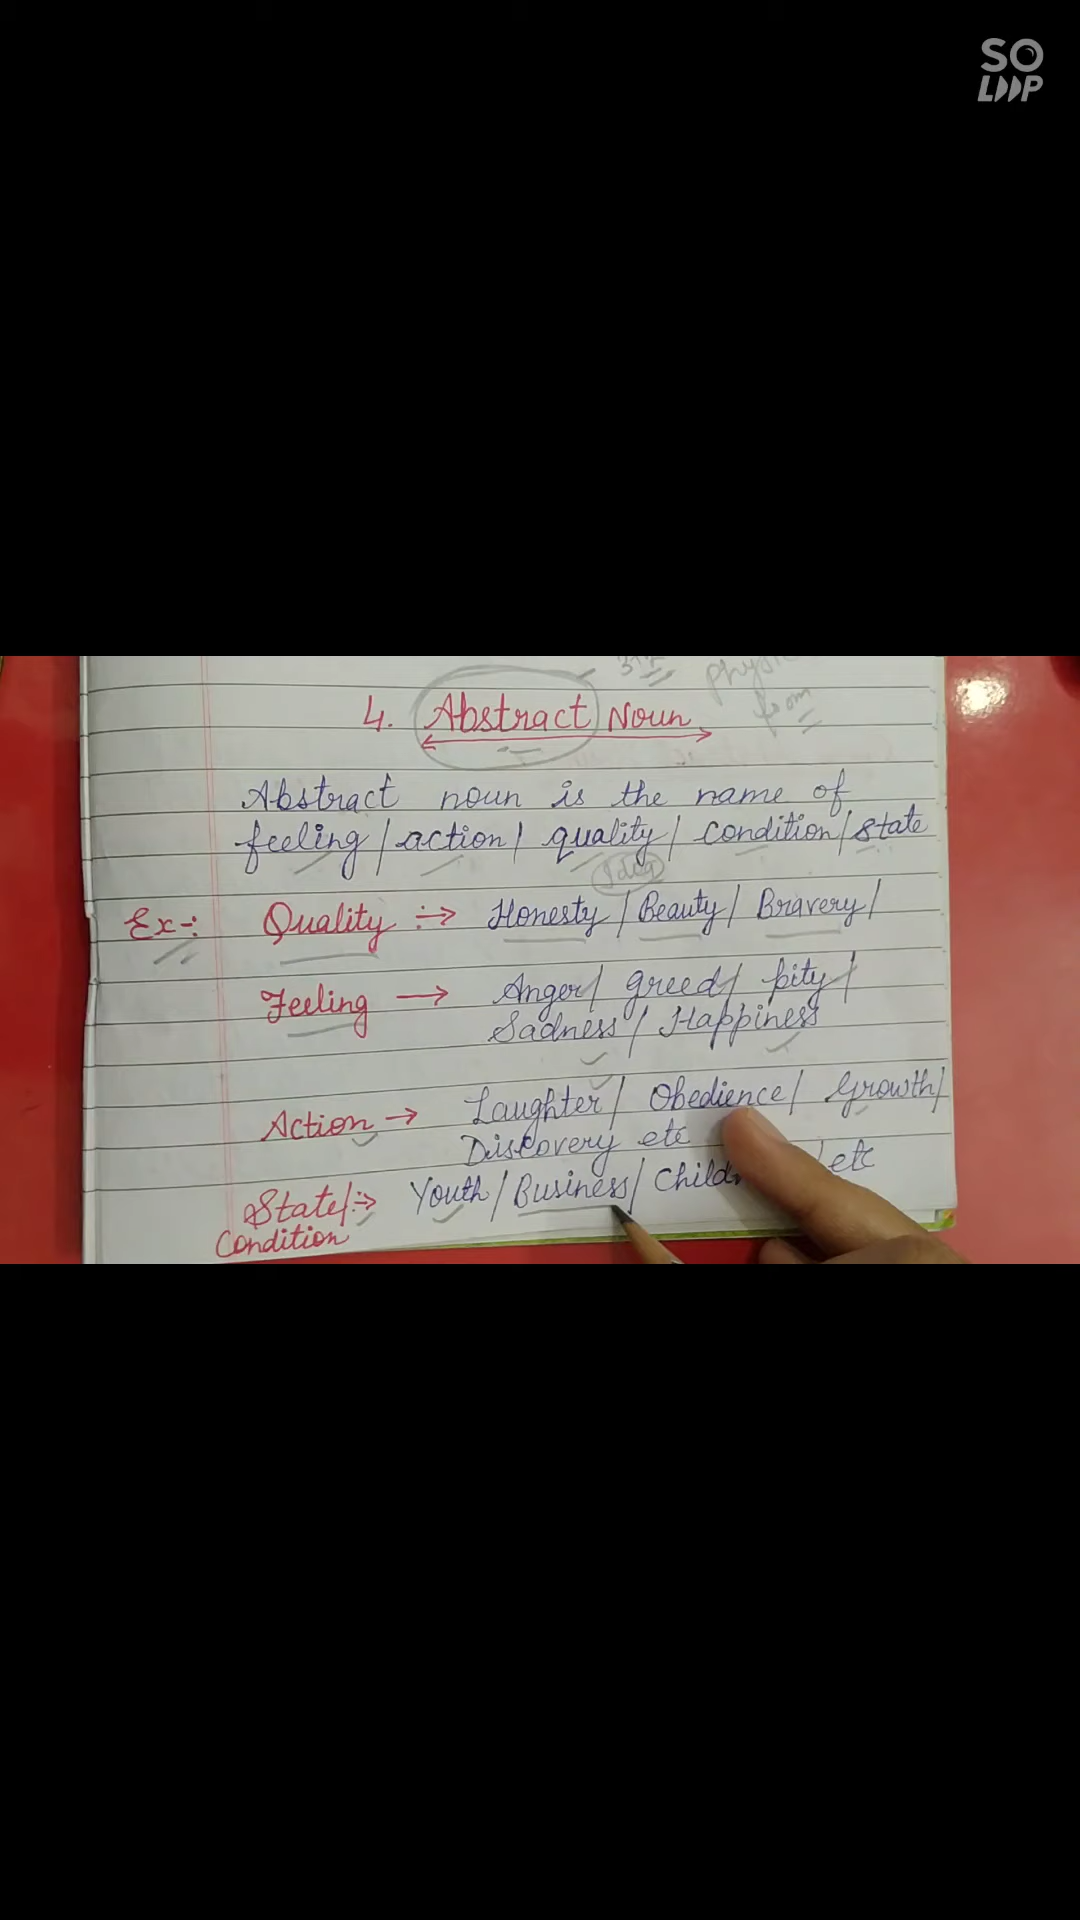 SO
LOOP
4. Abstract Noun
Abstract noun is the name of
feeling / action / quality / condition / state
Idea
Ex-: Quality :-> Honesty / Beauty / Bravery /
Feeling → Anger / greed / pity /
Sadness / Happiness
Action → Laughter / Obedience / Growth /
Discovery etc
State/:-> Youth / Business / etc
Condition